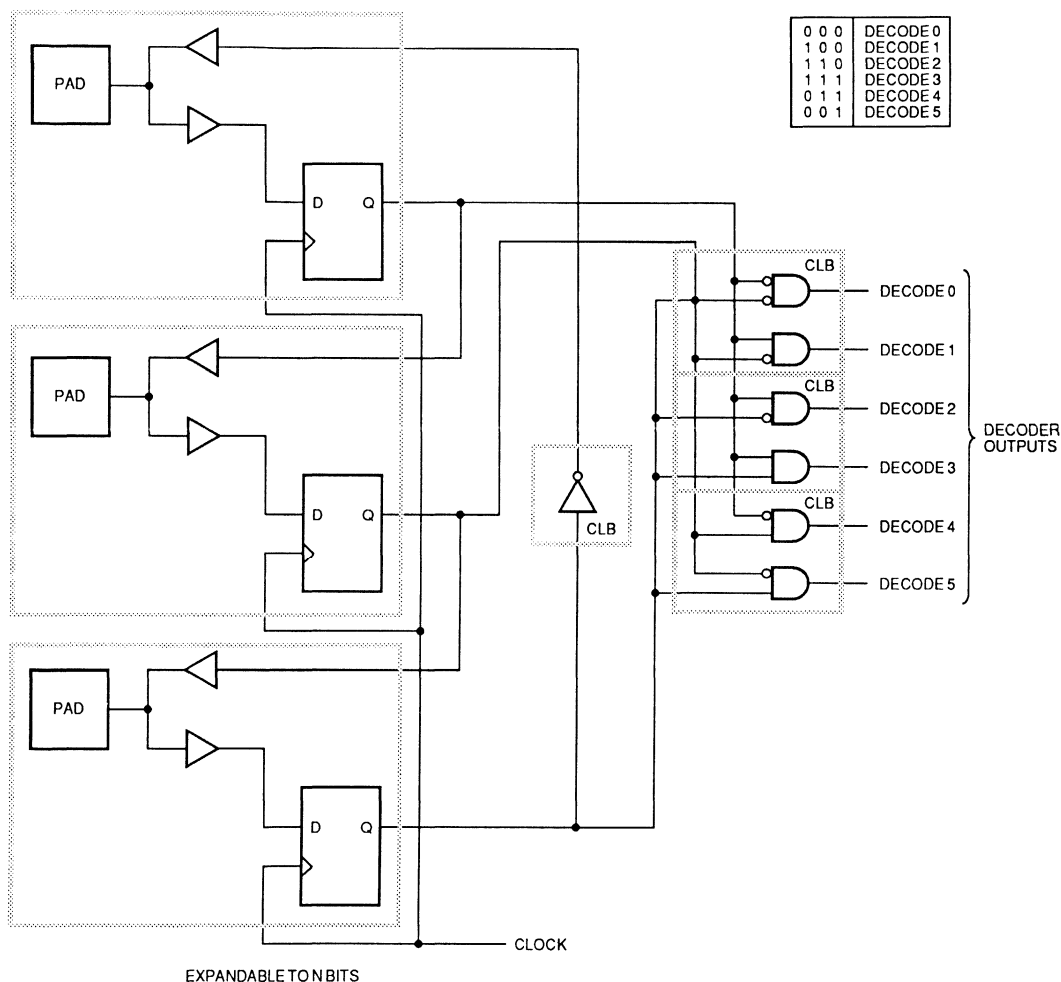 0 0 0 DECODE 0
1 0 0 DECODE 1
1 1 0 DECODE 2
1 1 1 DECODE 3
0 1 1 DECODE 4
0 0 1 DECODE 5
PAD
D Q
CLB
DECODE 0
DECODE 1
PAD
CLB
DECODE 2
DECODER
OUTPUTS
DECODE 3
D Q
CLB
CLB
DECODE 4
DECODE 5
PAD
D Q
CLOCK
EXPANDABLE TO N BITS